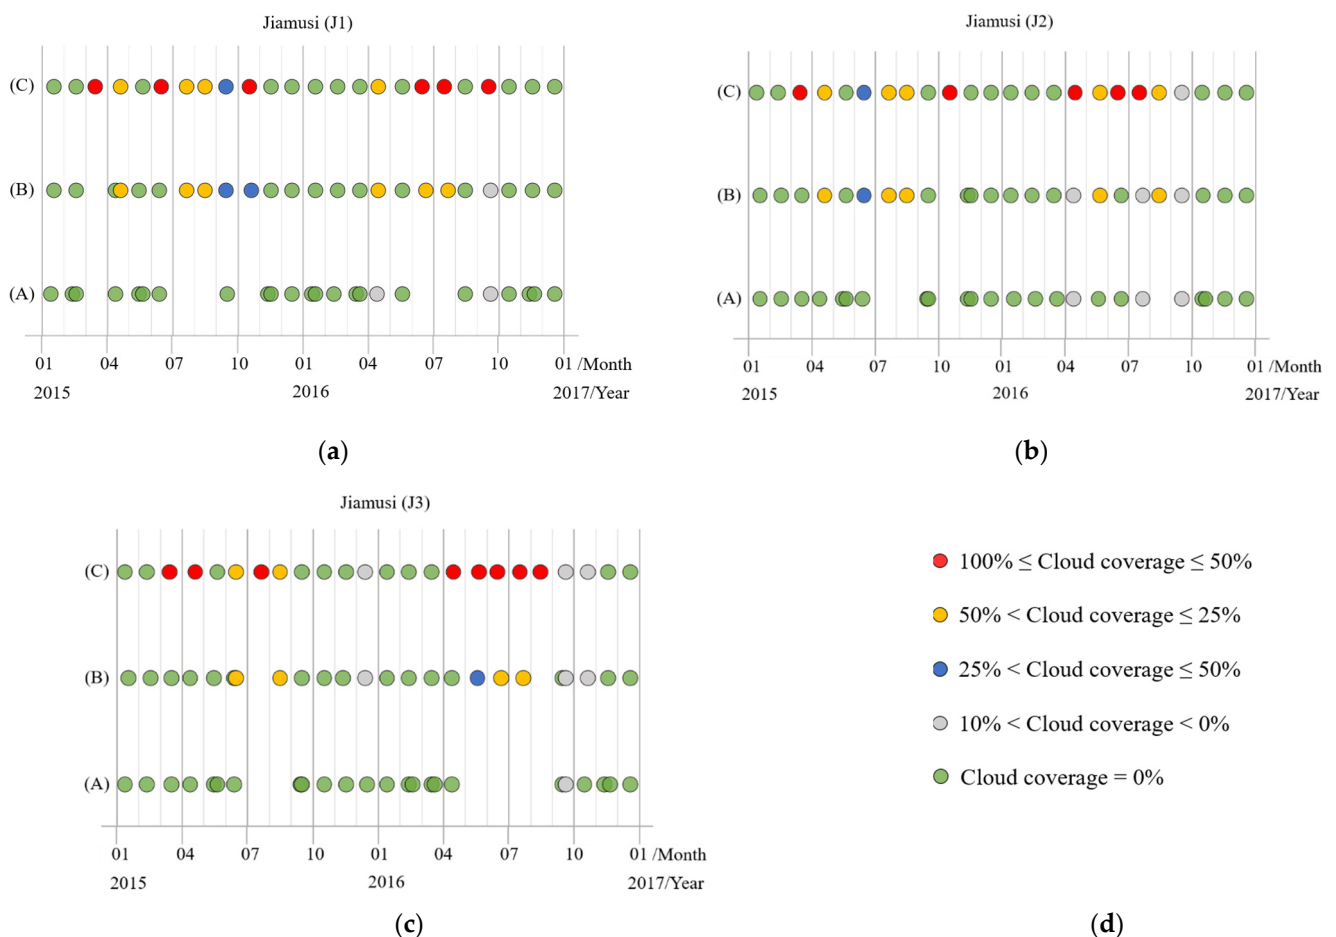 Jiamusi (J1)
(C)
(B)
(A)
01 04 07 10 01 04 07 10 01 /Month
2015 2016 2017/Year
(a)
Jiamusi (J2)
(C)
(B)
(A)
01 04 07 10 01 04 07 10 01 /Month
2015 2016 2017/Year
(b)
Jiamusi (J3)
(C)
(B)
(A)
01 04 07 10 01 04 07 10 01 /Month
2015 2016 2017/Year
(c)
100% ≤ Cloud coverage ≤ 50%
50% < Cloud coverage ≤ 25%
25% < Cloud coverage ≤ 50%
10% < Cloud coverage < 0%
Cloud coverage = 0%
(d)